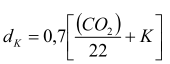 d_K = 0,7[(CO_2)/22 + K]